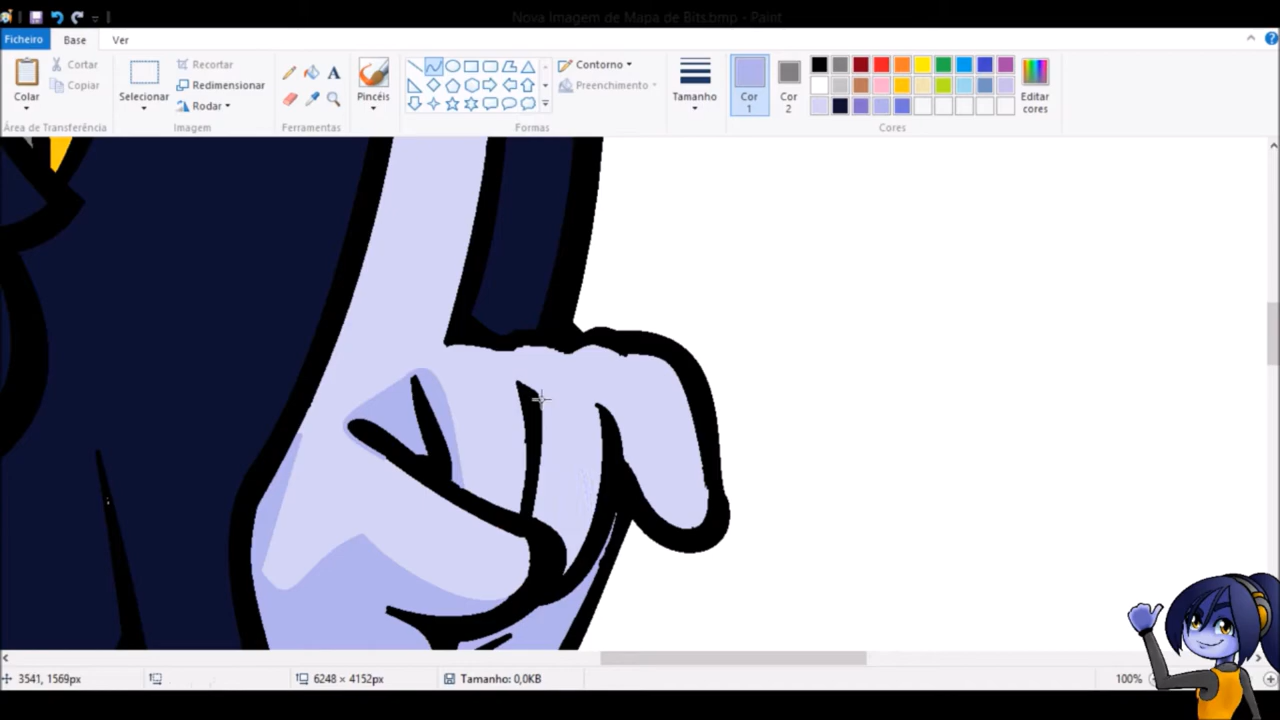 Nova Imagem de Mapa de Bits.bmp - Paint
Ficheiro Base Ver
Colar
Cortar
Copiar
Área de Transferência
Selecionar
Recortar
Redimensionar
Rodar
Imagem
A
Ferramentas
Pincéis
Contorno
Preenchimento
Formas
Tamanho
Cor 1
Cor 2
Editar cores
Cores
3541, 1569px
6248 × 4152px
Tamanho: 0,0KB
100%